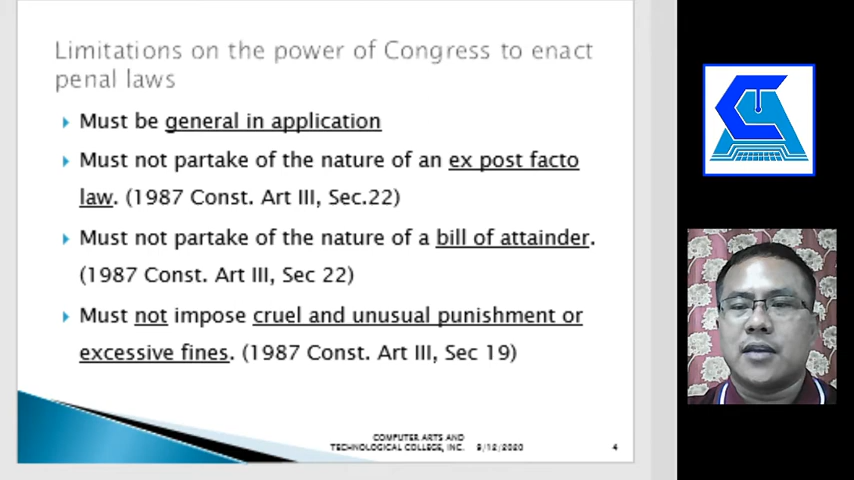 Limitations on the power of Congress to enact
penal laws
Must be general in application
Must not partake of the nature of an ex post facto
law. (1987 Const. Art III, Sec.22)
Must not partake of the nature of a bill of attainder.
(1987 Const. Art III, Sec 22)
Must not impose cruel and unusual punishment or
excessive fines. (1987 Const. Art III, Sec 19)
COMPUTER ARTS AND
TECHNOLOGICAL COLLEGE, INC. 9/12/2020 4